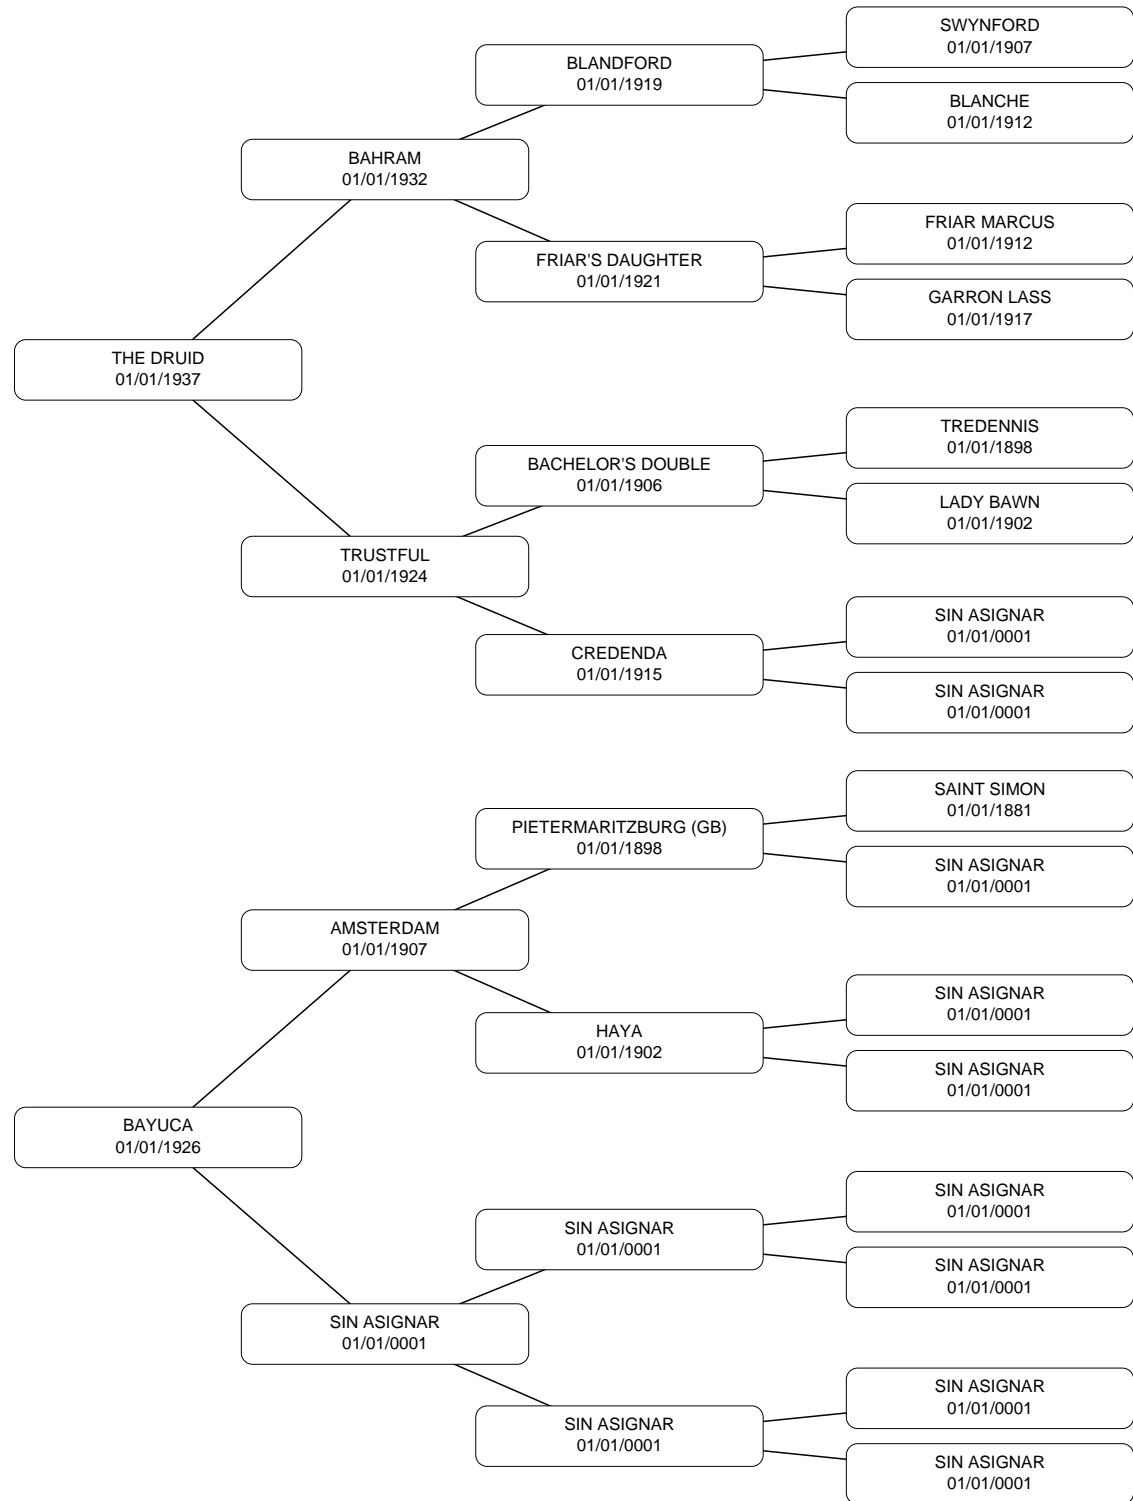 SWYNFORD
01/01/1907
BLANDFORD
01/01/1919
BLANCHE
01/01/1912
BAHRAM
01/01/1932
FRIAR MARCUS
01/01/1912
FRIAR'S DAUGHTER
01/01/1921
GARRON LASS
01/01/1917
THE DRUID
01/01/1937
TREDENNIS
01/01/1898
BACHELOR'S DOUBLE
01/01/1906
LADY BAWN
01/01/1902
TRUSTFUL
01/01/1924
SIN ASIGNAR
01/01/0001
CREDENDA
01/01/1915
SIN ASIGNAR
01/01/0001
SAINT SIMON
01/01/1881
PIETERMARITZBURG (GB)
01/01/1898
SIN ASIGNAR
01/01/0001
AMSTERDAM
01/01/1907
SIN ASIGNAR
01/01/0001
HAYA
01/01/1902
SIN ASIGNAR
01/01/0001
BAYUCA
01/01/1926
SIN ASIGNAR
01/01/0001
SIN ASIGNAR
01/01/0001
SIN ASIGNAR
01/01/0001
SIN ASIGNAR
01/01/0001
SIN ASIGNAR
01/01/0001
SIN ASIGNAR
01/01/0001
SIN ASIGNAR
01/01/0001